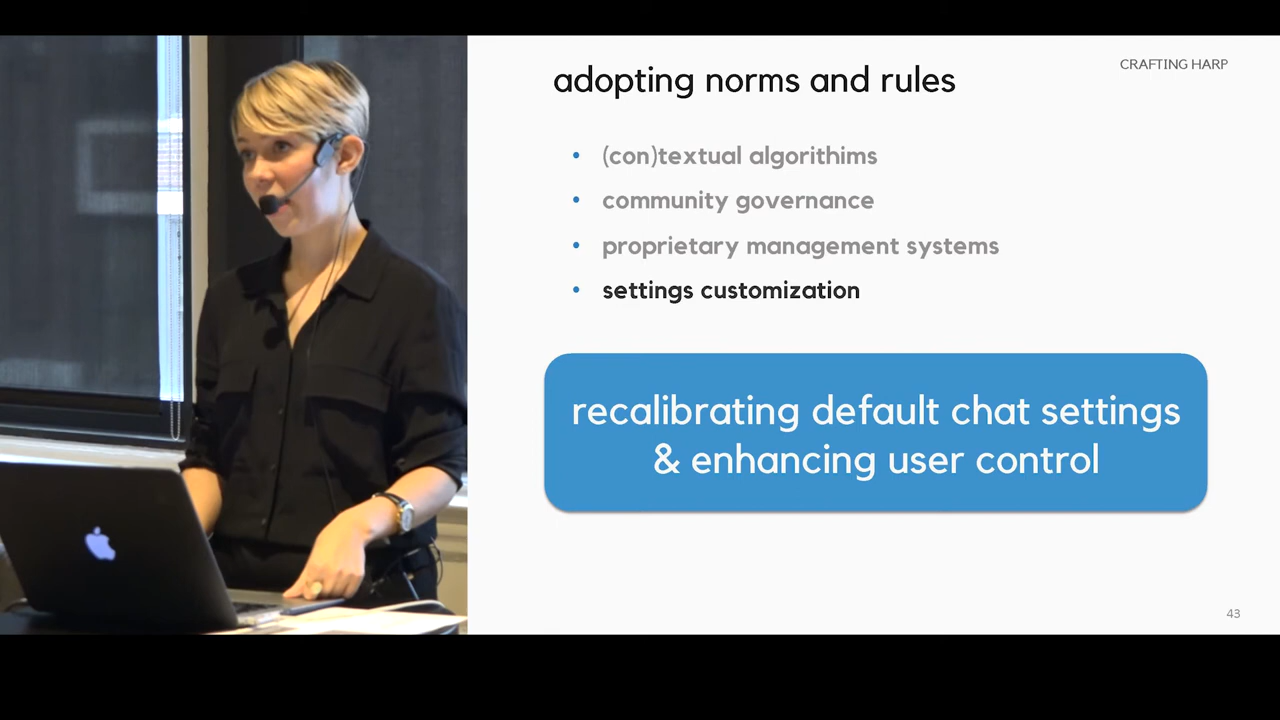 CRAFTING HARP
adopting norms and rules
(con)textual algorithims
community governance
proprietary management systems
settings customization
recalibrating default chat settings
& enhancing user control
43